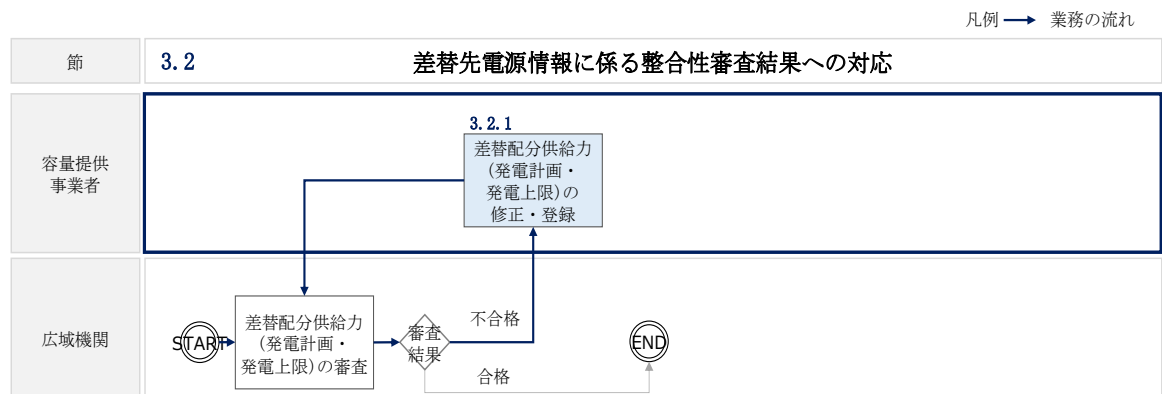 凡例 業務の流れ
節
3.2 差替先電源情報に係る整合性審査結果への対応
容量提供
事業者
3.2.1
差替配分供給力
(発電計画・
発電上限)の
修正・登録
広域機関
START
差替配分供給力
(発電計画・
発電上限)の審査
審査
結果
不合格
合格
END